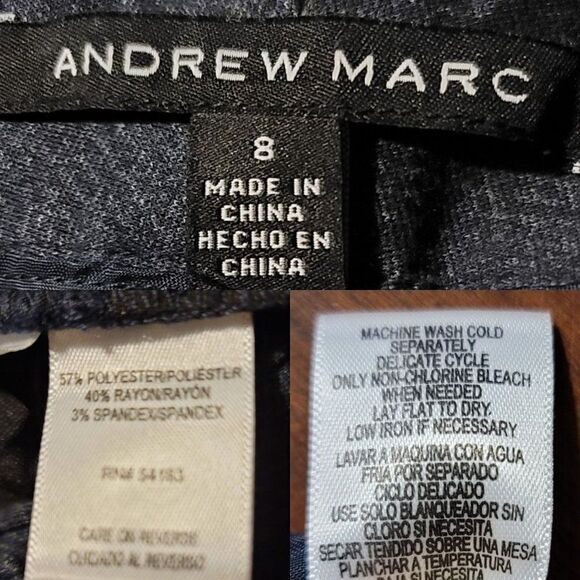 ANDREW MARC
8
MADE IN
CHINA
HECHO EN
CHINA
57% POLYESTER/POLIÉSTER
40% RAYON/RAYÓN
3% SPANDEX/SPANDEX
RN# 54163
CARE ON REVERSE
CUIDADO AL REVERSO
MACHINE WASH COLD
SEPARATELY
DELICATE CYCLE
ONLY NON-CHLORINE BLEACH
WHEN NEEDED
LAY FLAT TO DRY.
LOW IRON IF NECESSARY
LAVAR A MAQUINA CON AGUA
FRIA POR SEPARADO
CICLO DELICADO
USE SOLO BLANQUEADOR SIN
CLORO SI NECESITA
SECAR TENDIDO SOBRE UNA MESA
PLANCHAR A TEMPERATURA